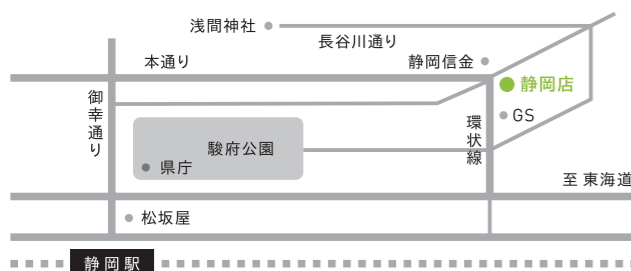 浅間神社
長谷川通り
本通り
静岡信金
静岡店
御幸通り
GS
環状線
駿府公園
県庁
至 東海道
松坂屋
静岡駅